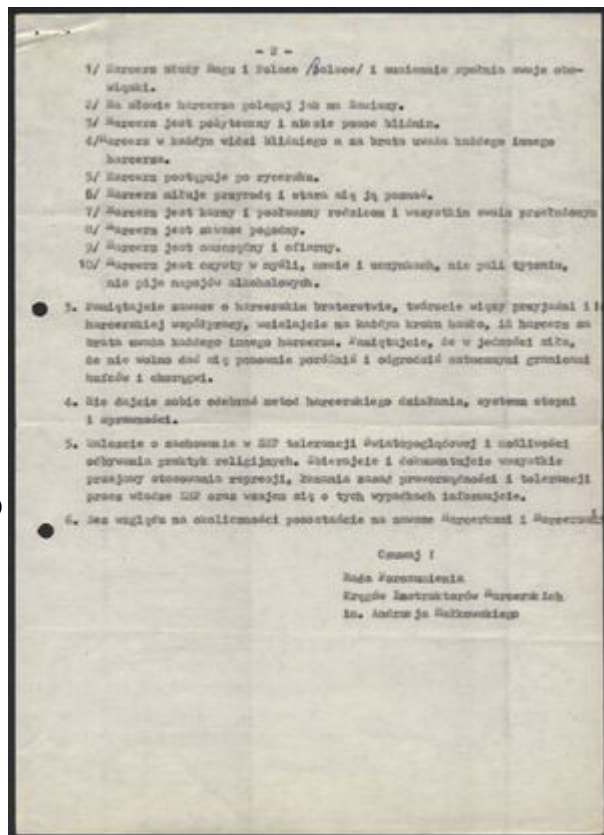 - 2 -
1/ Harcerz służy Bogu i Polsce /Polsce/ i sumiennie spełnia swoje obo-
wiązki.
2/ Na słowie harcerza polegaj jak na Zawiszy.
3/ Harcerz jest pożyteczny i niesie pomoc bliźnim.
4/Harcerz w każdym widzi bliźniego a za brata uważa każdego innego
harcerza.
5/ Harcerz postępuje po rycersku.
6/ Harcerz miłuje przyrodę i stara się ją poznać.
7/ Harcerz jest karny i posłuszny rodzicom i wszystkim swoim przełożonym
8/ Harcerz jest zawsze pogodny.
9/ Harcerz jest oszczędny i ofiarny.
10/ Harcerz jest czysty w myśli, mowie i uczynkach, nie pali tytoniu,
nie pije napojów alkoholowych.
3. Pamiętajcie zawsze o harcerskim braterstwie, twórzcie więzy przyjaźni i
harcerskiej współpracy, wcielajcie na każdym kroku hasło, iż harcerz za
brata uważa każdego innego harcerza. Pamiętajcie, że w jedności siła,
że nie wolno dać się ponownie poróżnić i odgrodzić sztucznymi granicami
hufców i chorągwi.
4. Nie dajcie sobie odebrać metod harcerskiego działania, systemu stopni
i sprawności.
5. Walczcie o zachowanie w ZHP tolerancji światopoglądowej i możliwości
odbywania praktyk religijnych. Zbierajcie i dokumentujcie wszystkie
przejawy stosowania represji, łamania zasad praworządności i tolerancji
przez władze ZHP oraz wzajem się o tych wypadkach informujcie.
6. Bez względu na okoliczności pozostańcie na zawsze Harcerkami i Harcerzami
Czuwaj !
Rada Porozumienia
Kręgów Instruktorów Harcerskich
im. Andrzeja Małkowskiego